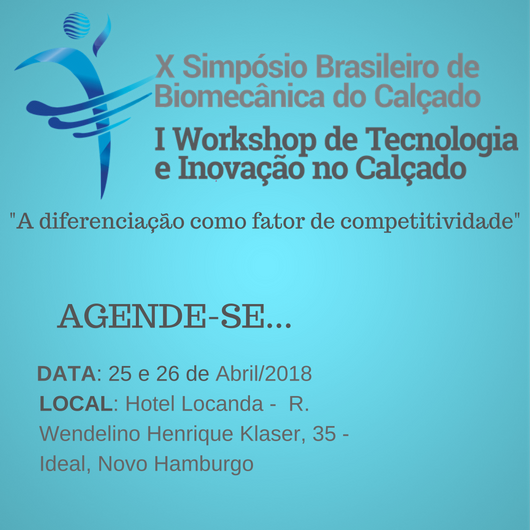 X Simpósio Brasileiro de
Biomecânica do Calçado
I Workshop de Tecnologia
e Inovação no Calçado
"A diferenciação como fator de competitividade"
AGENDE-SE...
DATA: 25 e 26 de Abril/2018
LOCAL: Hotel Locanda - R.
Wendelino Henrique Klaser, 35 -
Ideal, Novo Hamburgo